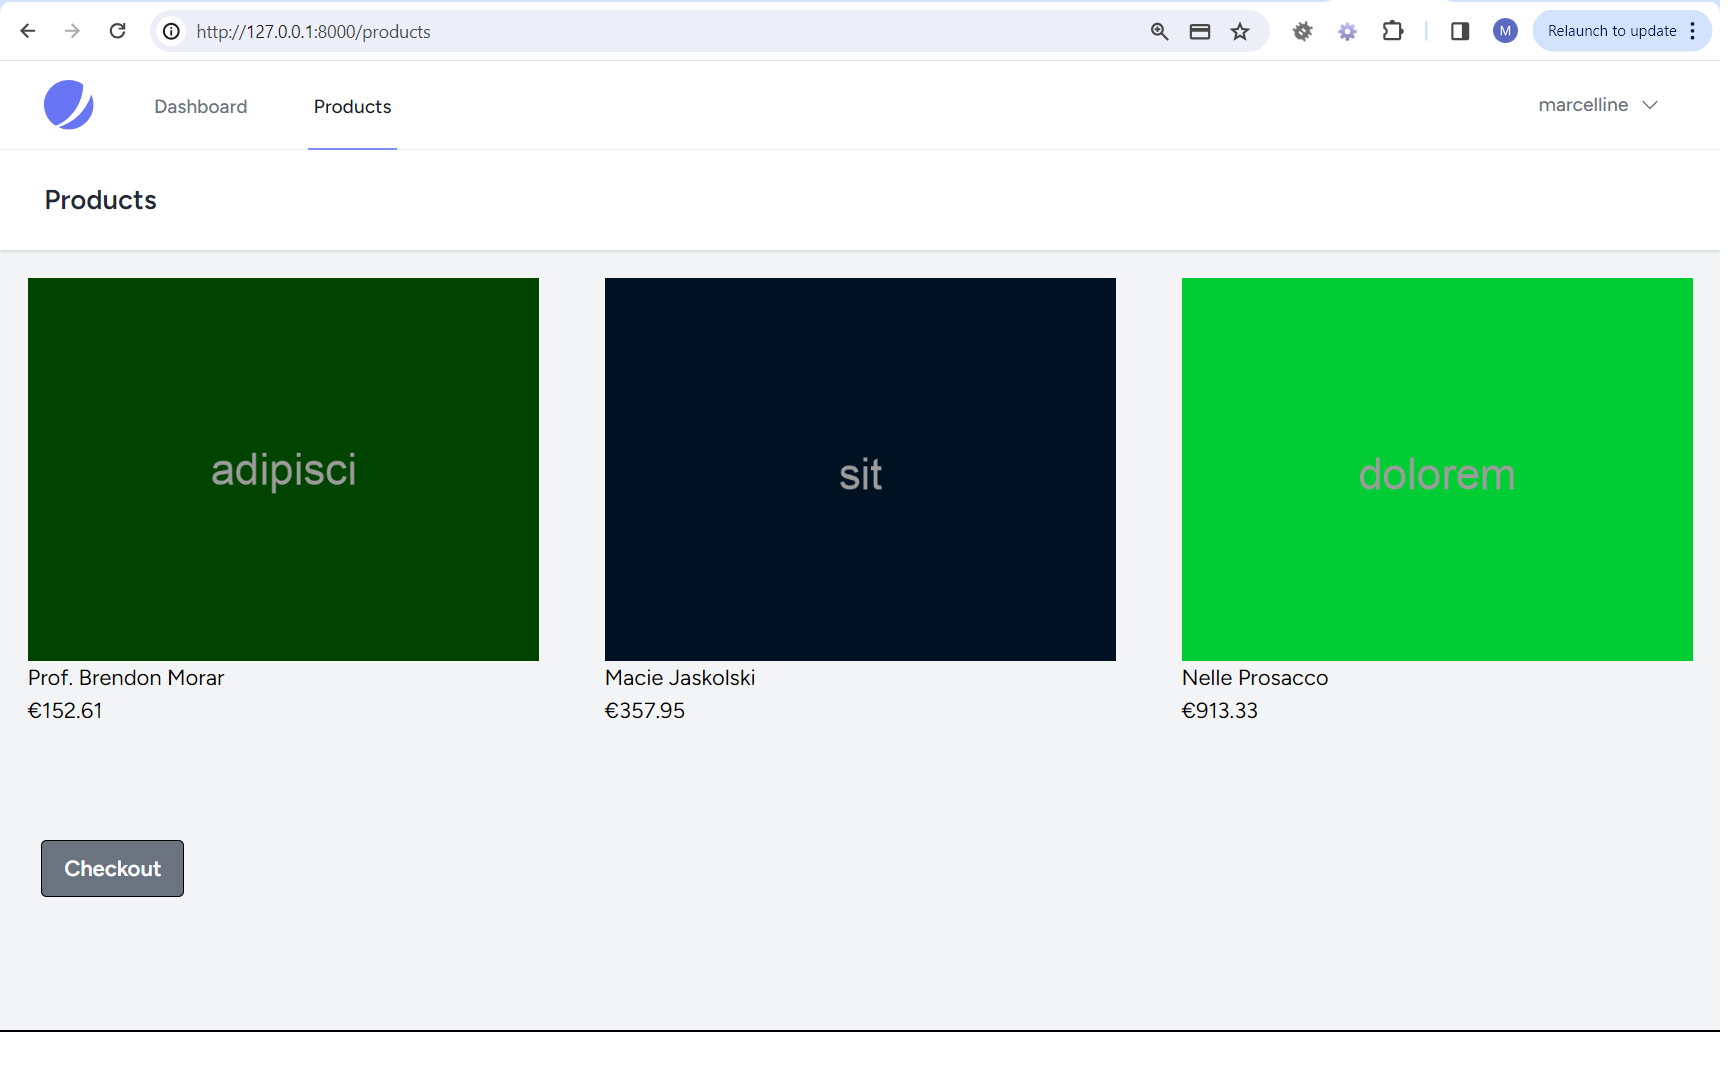 http://127.0.0.1:8000/products
M
Relaunch to update
Dashboard
Products
marcelline
Products
adipisci
sit
dolorem
Prof. Brendon Morar
Macie Jaskolski
Nelle Prosacco
€152.61
€357.95
€913.33
Checkout